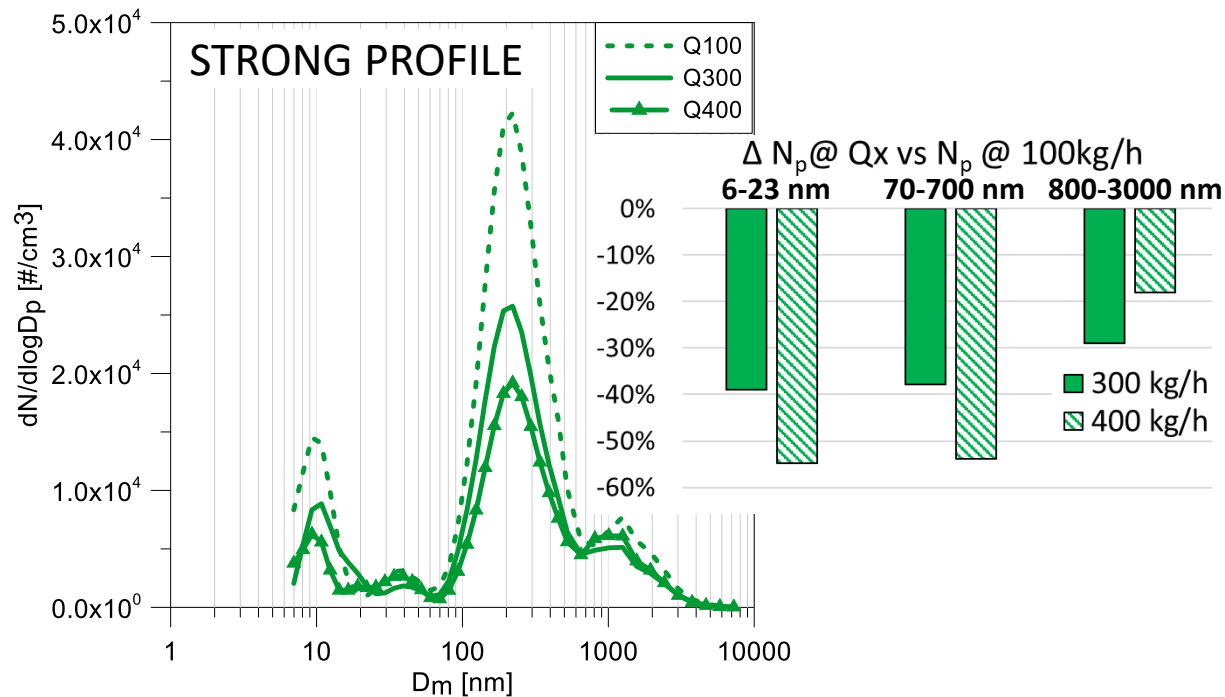 STRONG PROFILE
Q100
Q300
Q400
5.0x10⁴
4.0x10⁴
3.0x10⁴
2.0x10⁴
1.0x10⁴
0.0x10⁰
dN/dlogDp [#/cm³]
1 10 100 1000 10000
Dm [nm]
Δ Np@ Qx vs Np @ 100kg/h
6-23 nm 70-700 nm 800-3000 nm
0%
-10%
-20%
-30%
-40%
-50%
-60%
300 kg/h
400 kg/h